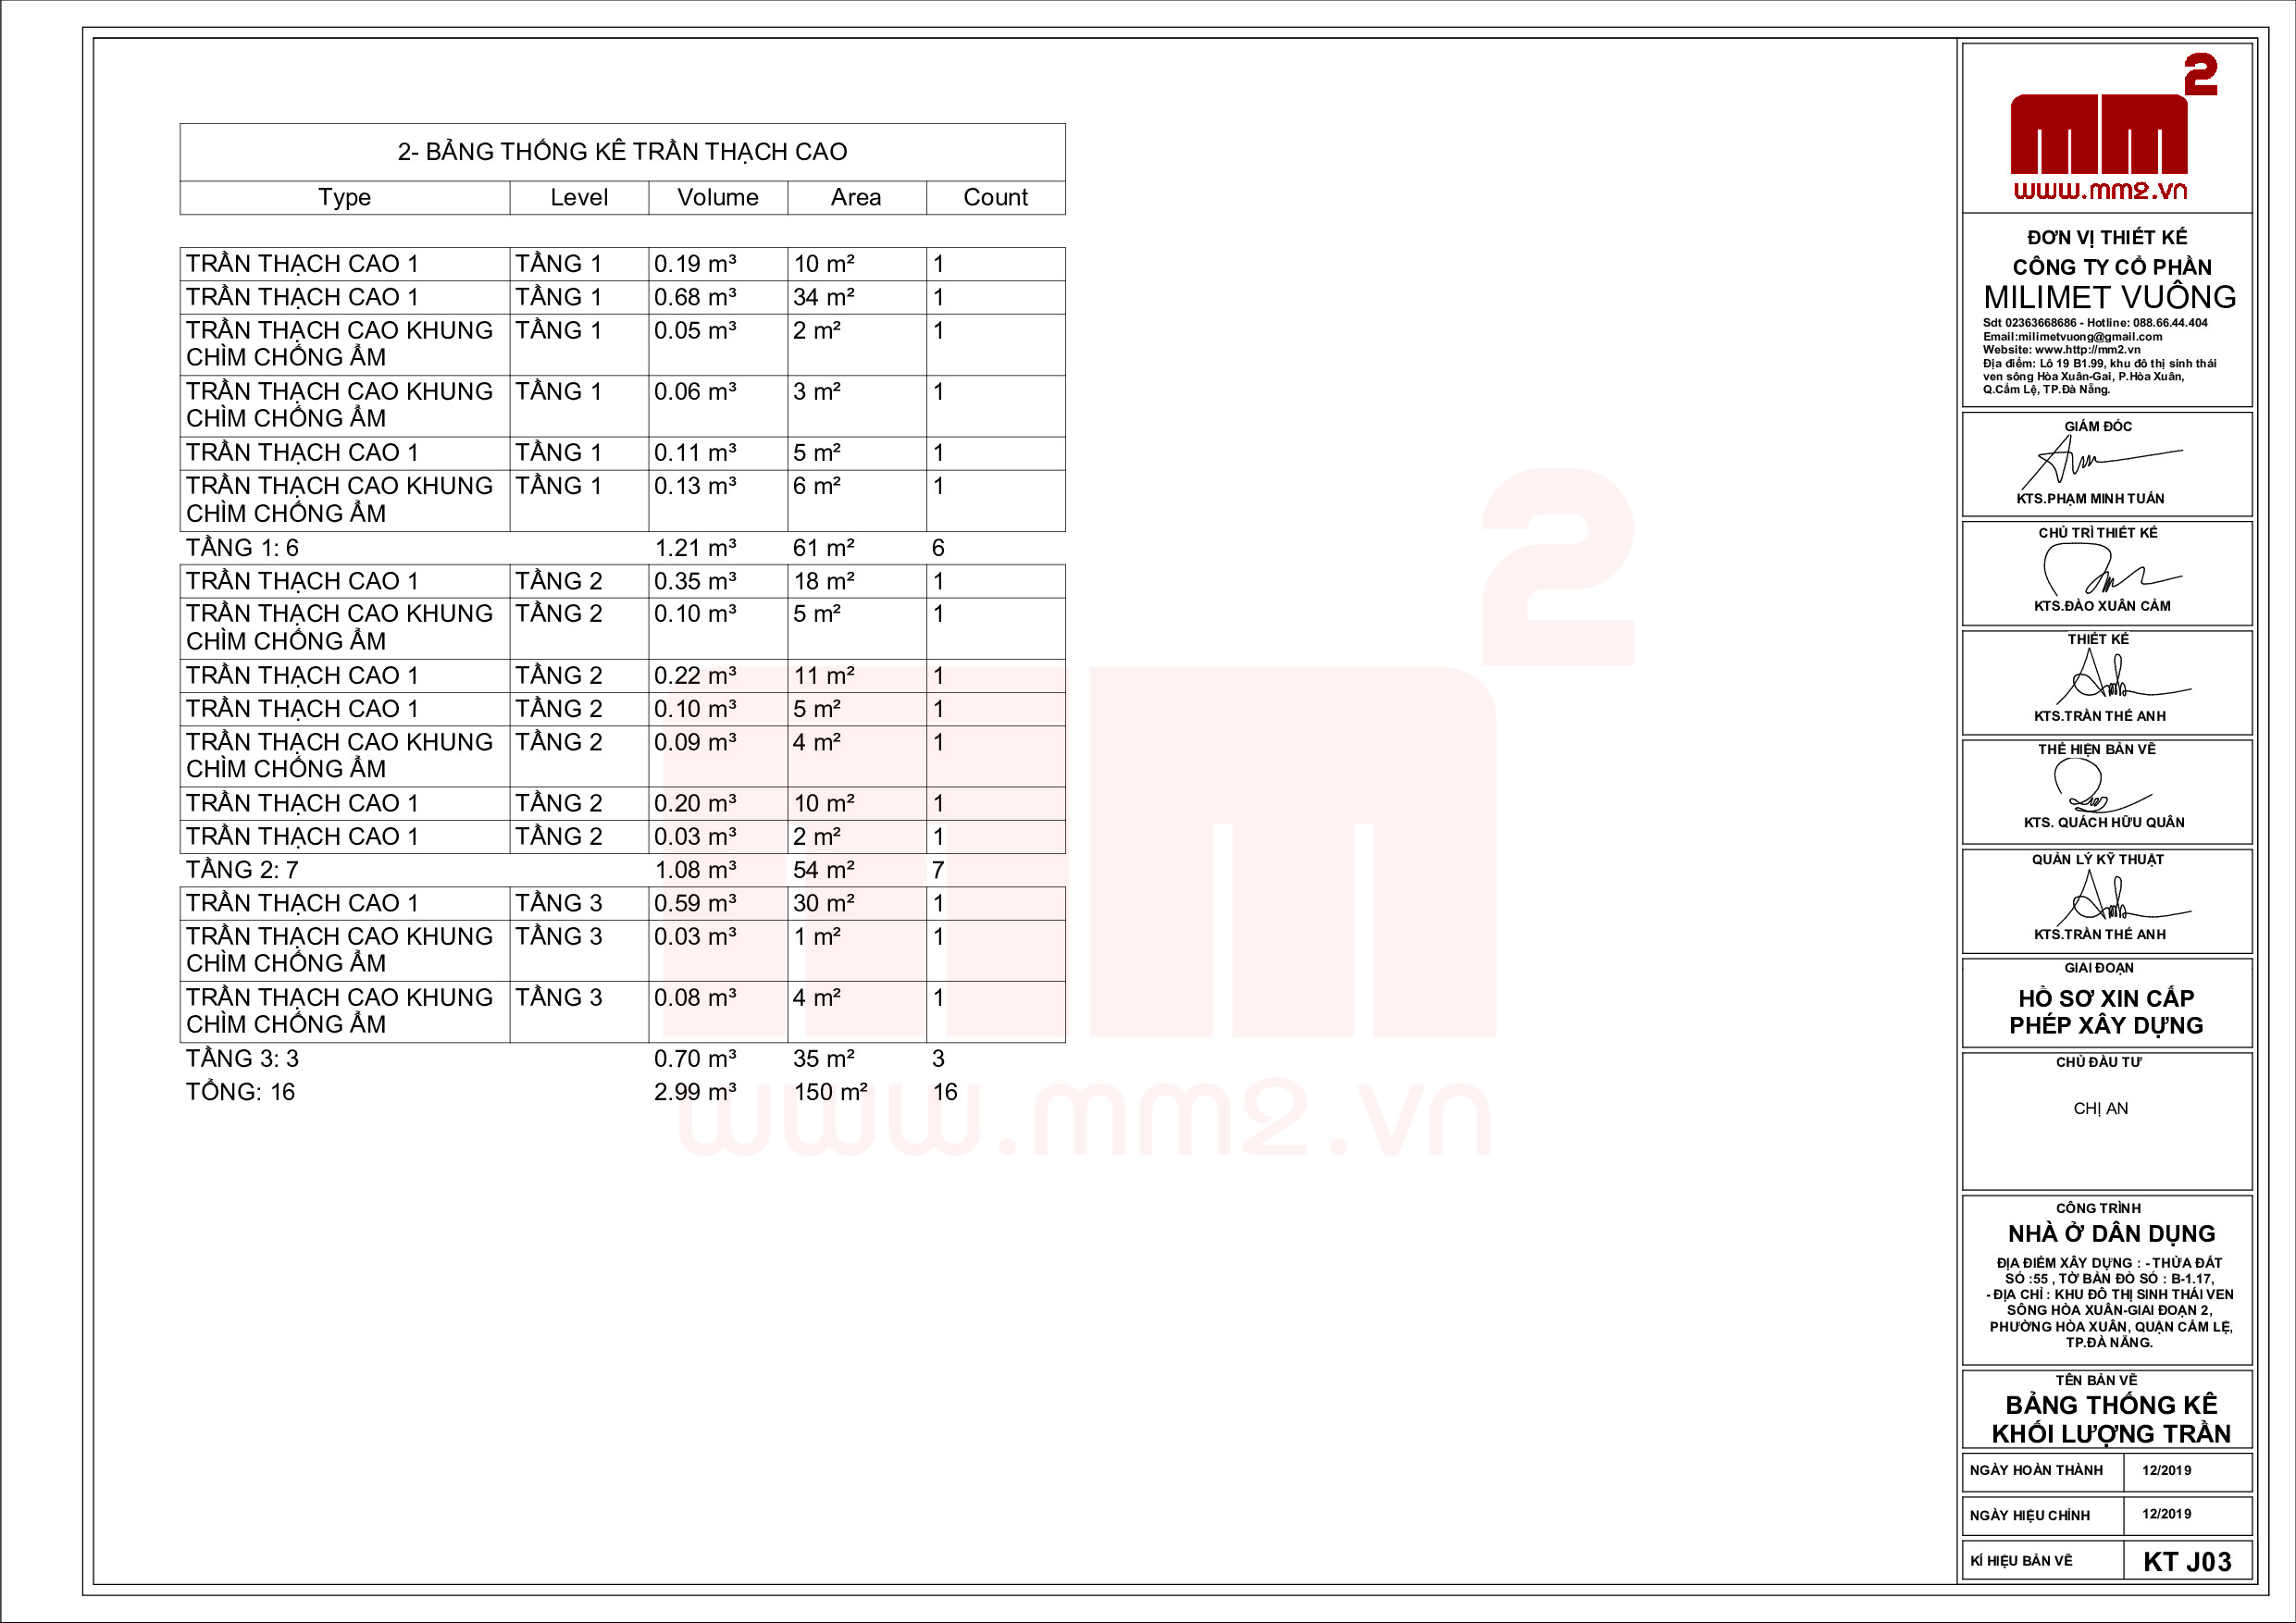 2- BẢNG THỐNG KÊ TRẦN THẠCH CAO
Type Level Volume Area Count
TRẦN THẠCH CAO 1 TẦNG 1 0.19 m³ 10 m² 1
TRẦN THẠCH CAO 1 TẦNG 1 0.68 m³ 34 m² 1
TRẦN THẠCH CAO KHUNG TẦNG 1 0.05 m³ 2 m² 1
CHÌM CHỐNG ẨM
TRẦN THẠCH CAO KHUNG TẦNG 1 0.06 m³ 3 m² 1
CHÌM CHỐNG ẨM
TRẦN THẠCH CAO 1 TẦNG 1 0.11 m³ 5 m² 1
TRẦN THẠCH CAO KHUNG TẦNG 1 0.13 m³ 6 m² 1
CHÌM CHỐNG ẨM
TẦNG 1: 6 1.21 m³ 61 m² 6
TRẦN THẠCH CAO 1 TẦNG 2 0.35 m³ 18 m² 1
TRẦN THẠCH CAO KHUNG TẦNG 2 0.10 m³ 5 m² 1
CHÌM CHỐNG ẨM
TRẦN THẠCH CAO 1 TẦNG 2 0.22 m³ 11 m² 1
TRẦN THẠCH CAO 1 TẦNG 2 0.10 m³ 5 m² 1
TRẦN THẠCH CAO KHUNG TẦNG 2 0.09 m³ 4 m² 1
CHÌM CHỐNG ẨM
TRẦN THẠCH CAO 1 TẦNG 2 0.20 m³ 10 m² 1
TRẦN THẠCH CAO 1 TẦNG 2 0.03 m³ 2 m² 1
TẦNG 2: 7 1.08 m³ 54 m² 7
TRẦN THẠCH CAO 1 TẦNG 3 0.59 m³ 30 m² 1
TRẦN THẠCH CAO KHUNG TẦNG 3 0.03 m³ 1 m² 1
CHÌM CHỐNG ẨM
TRẦN THẠCH CAO KHUNG TẦNG 3 0.08 m³ 4 m² 1
CHÌM CHỐNG ẨM
TẦNG 3: 3 0.70 m³ 35 m² 3
TỔNG: 16 2.99 m³ 150 m² 16
mm2
www.mm2.vn
mm2
www.mm2.vn
ĐƠN VỊ THIẾT KẾ
CÔNG TY CỔ PHẦN
MILIMET VUÔNG
Sdt 02363668686 - Hotline: 088.66.44.404
Email:milimetvuong@gmail.com
Website: www.http://mm2.vn
Địa điểm: Lô 19 B1.99, khu đô thị sinh thái
ven sông Hòa Xuân-Gai, P.Hòa Xuân,
Q.Cẩm Lệ, TP.Đà Nẵng.
GIÁM ĐỐC
KTS.PHẠM MINH TUẤN
CHỦ TRÌ THIẾT KẾ
KTS.ĐÀO XUÂN CẢM
THIẾT KẾ
KTS.TRẦN THẾ ANH
THỂ HIỆN BẢN VẼ
KTS. QUÁCH HỮU QUÂN
QUẢN LÝ KỸ THUẬT
KTS.TRẦN THẾ ANH
GIAI ĐOẠN
HỒ SƠ XIN CẤP
PHÉP XÂY DỰNG
CHỦ ĐẦU TƯ
CHỊ AN
CÔNG TRÌNH
NHÀ Ở DÂN DỤNG
ĐỊA ĐIỂM XÂY DỰNG : - THỬA ĐẤT
SỐ :55 , TỜ BẢN ĐỒ SỐ : B-1.17,
- ĐỊA CHỈ : KHU ĐÔ THỊ SINH THÁI VEN
SÔNG HÒA XUÂN-GIAI ĐOẠN 2,
PHƯỜNG HÒA XUÂN, QUẬN CẨM LỆ,
TP.ĐÀ NẴNG.
TÊN BẢN VẼ
BẢNG THỐNG KÊ
KHỐI LƯỢNG TRẦN
NGÀY HOÀN THÀNH 12/2019
NGÀY HIỆU CHỈNH 12/2019
KÍ HIỆU BẢN VẼ KT J03